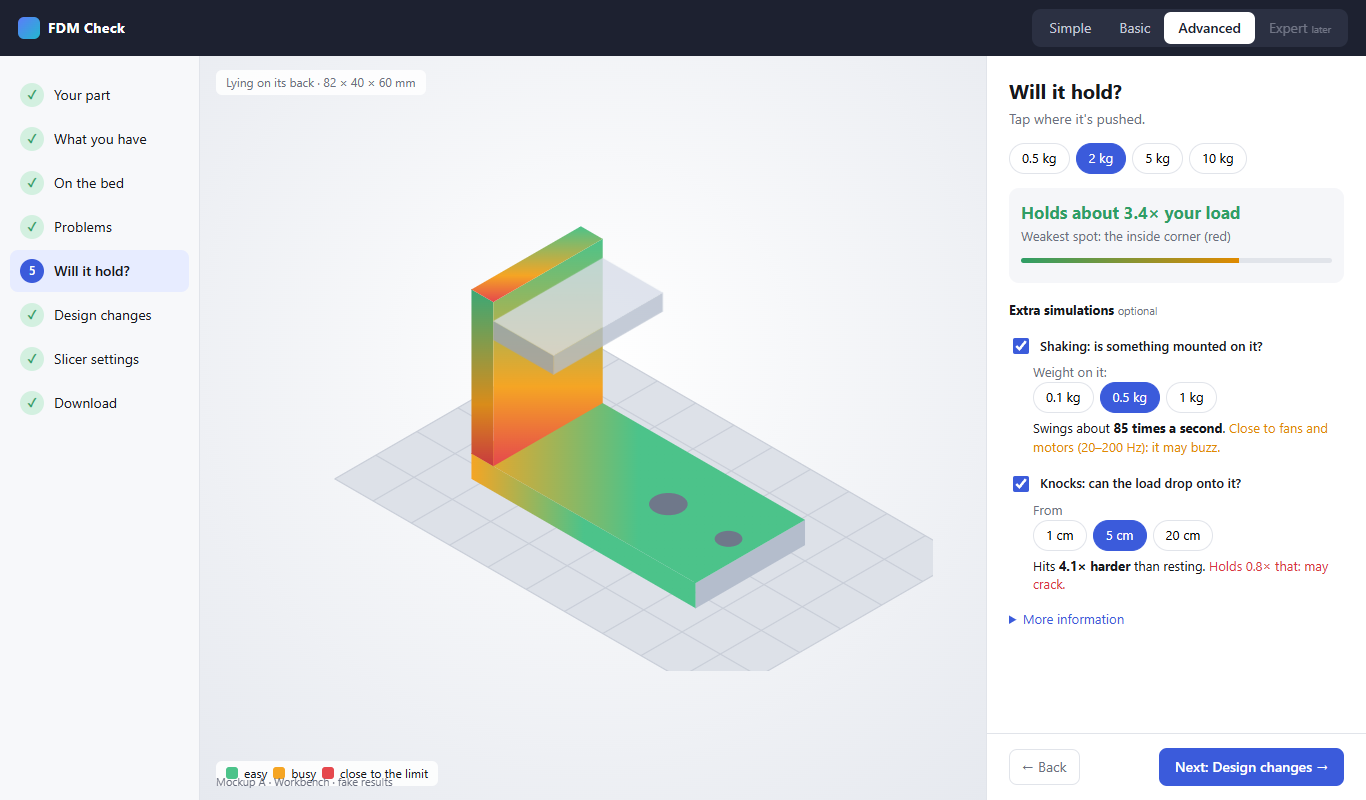 FDM Check
Simple
Basic
Advanced
Expert later
✓ Your part
✓ What you have
✓ On the bed
✓ Problems
5 Will it hold?
✓ Design changes
✓ Slicer settings
✓ Download
Lying on its back · 82 × 40 × 60 mm
easy busy close to the limit
Mockup A · Workbench · fake results
Will it hold?
Tap where it's pushed.
0.5 kg 2 kg 5 kg 10 kg
Holds about 3.4× your load
Weakest spot: the inside corner (red)
Extra simulations optional
Shaking: is something mounted on it?
Weight on it:
0.1 kg 0.5 kg 1 kg
Swings about 85 times a second. Close to fans and
motors (20–200 Hz): it may buzz.
Knocks: can the load drop onto it?
From
1 cm 5 cm 20 cm
Hits 4.1× harder than resting. Holds 0.8× that: may
crack.
▶ More information
← Back
Next: Design changes →